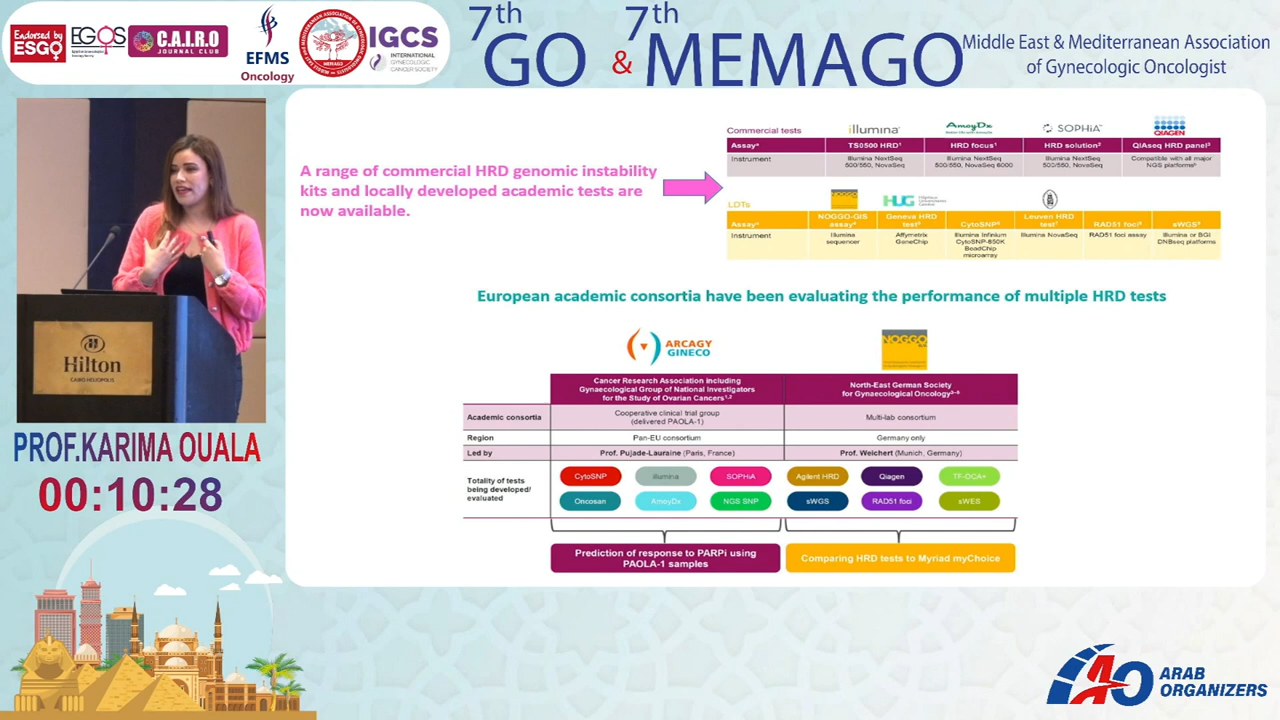 Endorsed by
ESGO
EGOS
C.A.I.R.O
JOURNAL CLUB
EFMS
Oncology
MEMAGO
IGCS
INTERNATIONAL
GYNECOLOGIC
CANCER SOCIETY
7th GO & 7th MEMAGO
Middle East & Mediterranean Association
of Gynecologic Oncologist
A range of commercial HRD genomic instability
kits and locally developed academic tests are
now available.
Commercial tests
illumina
AmoyDx
SOPHiA
QIAGEN
Assay TSO500 HRD HRD focus HRD solution QIAseq HRD panel
Instrument
Illumina NextSeq
500/550, NovaSeq
Illumina NextSeq
500/550, NovaSeq 6000
Illumina NextSeq
500/550, NovaSeq
Compatible with all major
NGS platforms
LDTs
NOGGO
HUG
Assay
NOGGO-GIS
assay
Geneva HRD
test
CytoSNP
Leuven HRD
test
RAD51 foci
sWGS
Instrument
Illumina
sequencer
Affymetrix
GeneChip
Illumina Infinium
CytoSNP-850K
BeadChip
microarray
Illumina NovaSeq
RAD51 foci assay
Illumina or BGI
DNBseq platforms
European academic consortia have been evaluating the performance of multiple HRD tests
ARCAGY
GINECO
NOGGO
Cancer Research Association including
Gynaecological Group of National Investigators
for the Study of Ovarian Cancers1,2
North-East German Society
for Gynaecological Oncology
Academic consortia
Cooperative clinical trial group
(delivered PAOLA-1)
Multi-lab consortium
Region Pan-EU consortium Germany only
Led by Prof. Pujade-Lauraine (Paris, France) Prof. Weichert (Munich, Germany)
Totality of tests
being developed/
evaluated
CytoSNP illumina SOPHiA Agilent HRD Qiagen TF-OCA+
Oncosan AmoyDx NGS SNP sWGS RAD51 foci sWES
Prediction of response to PARPi using
PAOLA-1 samples
Comparing HRD tests to Myriad myChoice
Hilton
CAIRO HELIOPOLIS
PROF.KARIMA OUALA
00:10:28
ARAB
ORGANIZERS